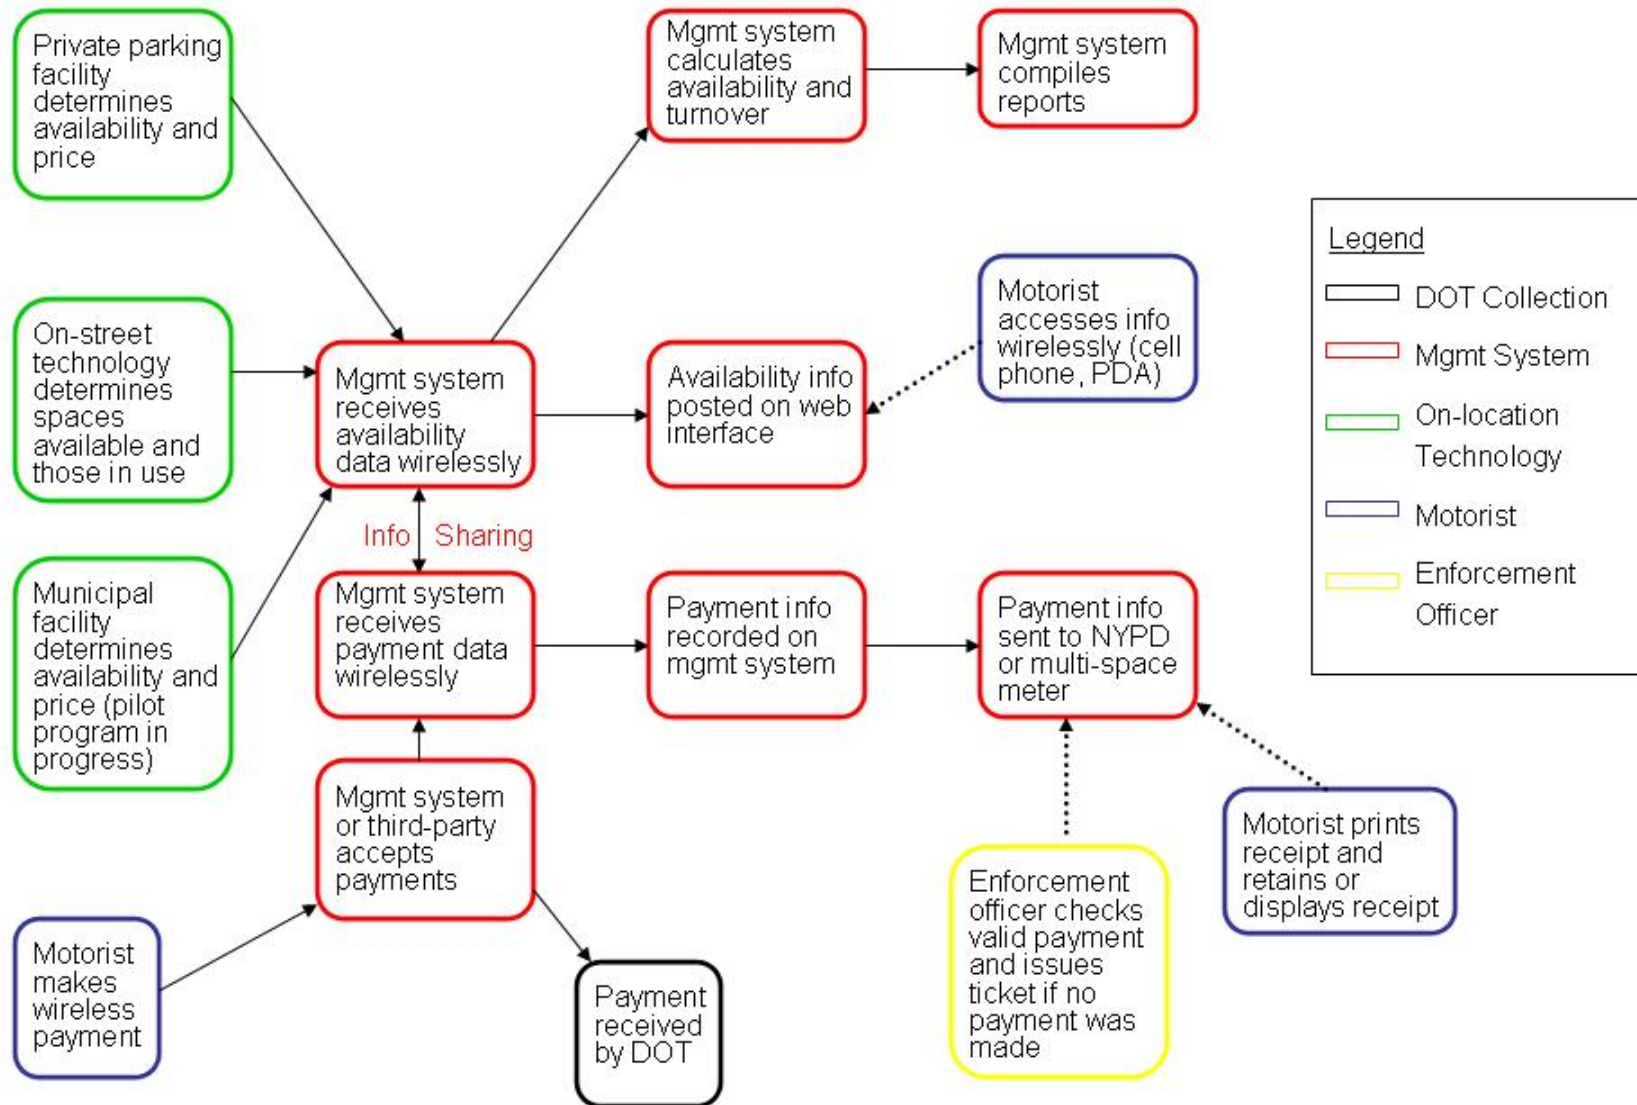 Private parking
facility
determines
availability and
price
Mgmt system
calculates
availability and
turnover
Mgmt system
compiles
reports
On-street
technology
determines
spaces
available and
those in use
Mgmt system
receives
availability
data wirelessly
Availability info
posted on web
interface
Motorist
accesses info
wirelessly (cell
phone, PDA)
Info Sharing
Municipal
facility
determines
availability and
price (pilot
program in
progress)
Mgmt system
receives
payment data
wirelessly
Payment info
recorded on
mgmt system
Payment info
sent to NYPD
or multi-space
meter
Mgmt system
or third-party
accepts
payments
Motorist
makes
wireless
payment
Payment
received
by DOT
Enforcement
officer checks
valid payment
and issues
ticket if no
payment was
made
Motorist prints
receipt and
retains or
displays receipt
Legend
DOT Collection
Mgmt System
On-location
Technology
Motorist
Enforcement
Officer